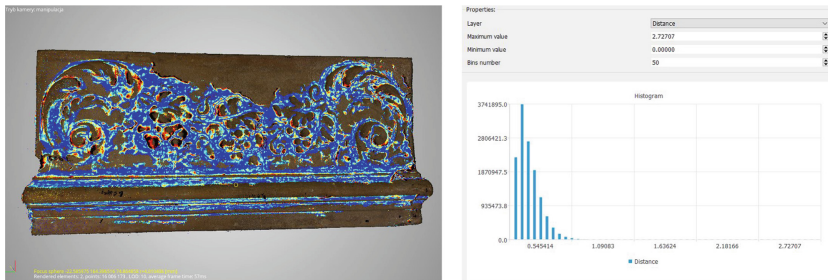 Tryb kamery: manipulacja
Properties:
Layer Distance
Maximum value 2.72707
Minimum value 0.00000
Bins number 50
Histogram
3741895.0
2806421.3
1870947.5
935473.8
0.0
0.545414 1.09083 1.63624 2.18166 2.72707
Distance